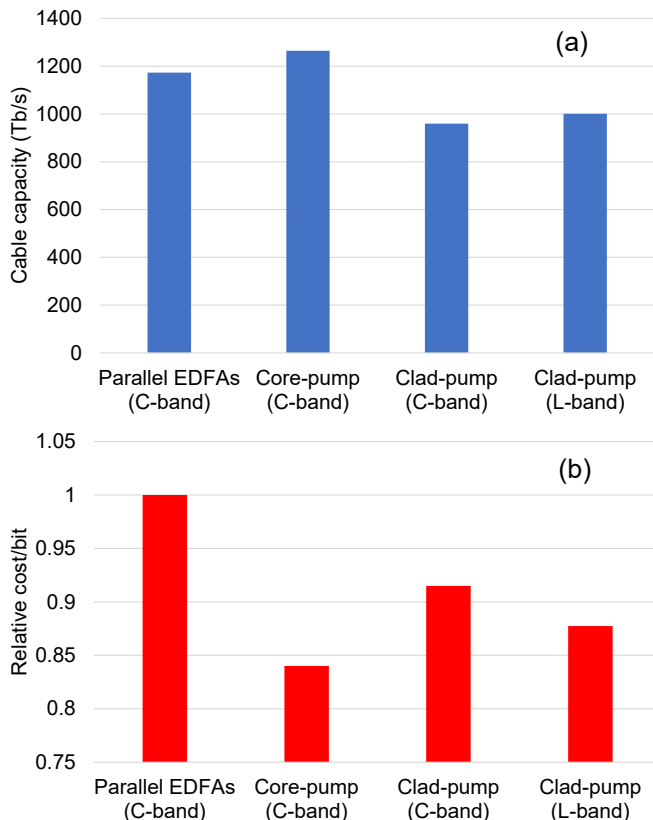 (a)
Cable capacity (Tb/s)
1400
1200
1000
800
600
400
200
0
Parallel EDFAs Core-pump Clad-pump Clad-pump
(C-band) (C-band) (C-band) (L-band)
(b)
Relative cost/bit
1.05
1
0.95
0.9
0.85
0.8
0.75
Parallel EDFAs Core-pump Clad-pump Clad-pump
(C-band) (C-band) (C-band) (L-band)